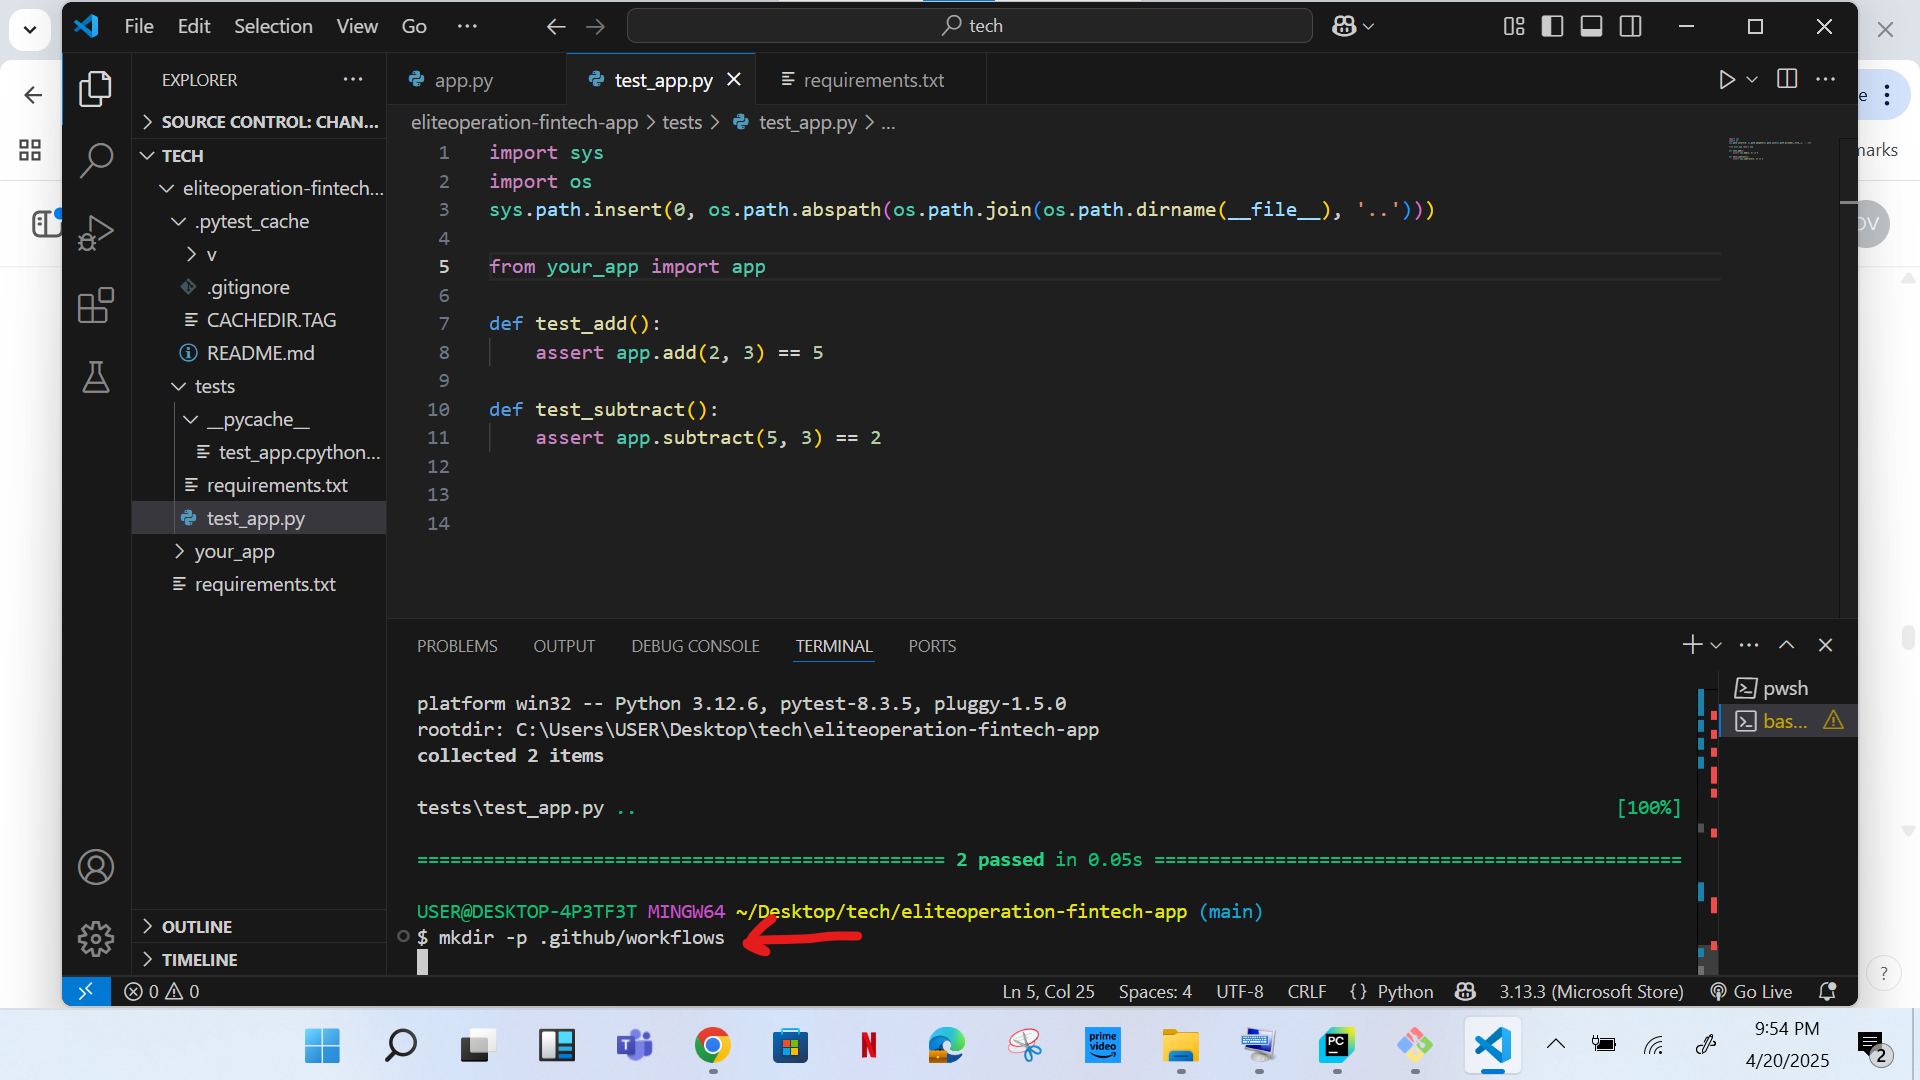 File Edit Selection View Go ···
tech
e
marks
OV
EXPLORER ···
SOURCE CONTROL: CHAN...
TECH
eliteoperation-fintech...
.pytest_cache
v
.gitignore
CACHEDIR.TAG
README.md
tests
__pycache__
test_app.cpython...
requirements.txt
test_app.py
your_app
requirements.txt
OUTLINE
TIMELINE
app.py test_app.py requirements.txt
eliteoperation-fintech-app > tests > test_app.py > ...
1 import sys
2 import os
3 sys.path.insert(0, os.path.abspath(os.path.join(os.path.dirname(__file__), '..')))
4
5 from your_app import app
6
7 def test_add():
8 assert app.add(2, 3) == 5
9
10 def test_subtract():
11 assert app.subtract(5, 3) == 2
12
13
14
PROBLEMS OUTPUT DEBUG CONSOLE TERMINAL PORTS
platform win32 -- Python 3.12.6, pytest-8.3.5, pluggy-1.5.0
rootdir: C:\Users\USER\Desktop\tech\eliteoperation-fintech-app
collected 2 items
tests\test_app.py .. [100%]
================================================ 2 passed in 0.05s ================================================
USER@DESKTOP-4P3TF3T MINGW64 ~/Desktop/tech/eliteoperation-fintech-app (main)
$ mkdir -p .github/workflows
pwsh
bas...
0 0 Ln 5, Col 25 Spaces: 4 UTF-8 CRLF {} Python 3.13.3 (Microsoft Store) Go Live
?
N
prime video
PC
9:54 PM
4/20/2025
2